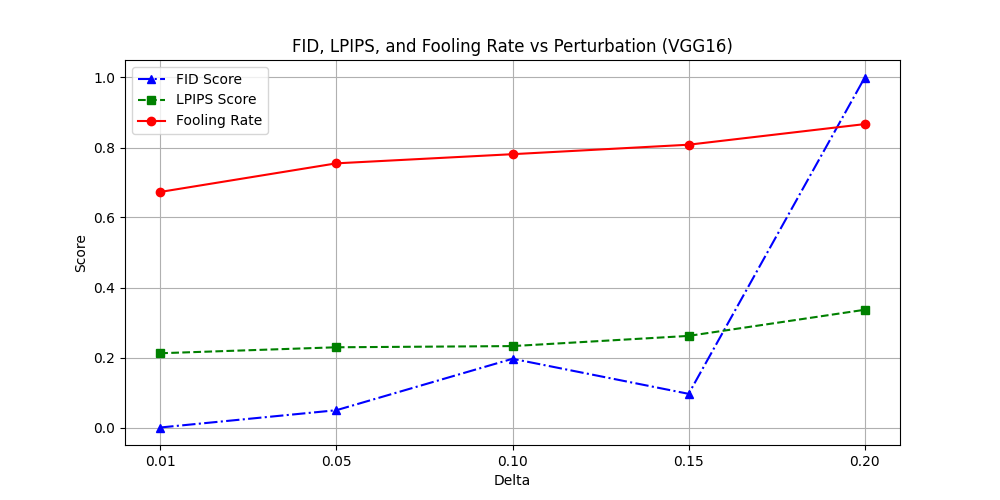 FID, LPIPS, and Fooling Rate vs Perturbation (VGG16)
FID Score
LPIPS Score
Fooling Rate
1.0
0.8
0.6
0.4
0.2
0.0
Score
0.01 0.05 0.10 0.15 0.20
Delta